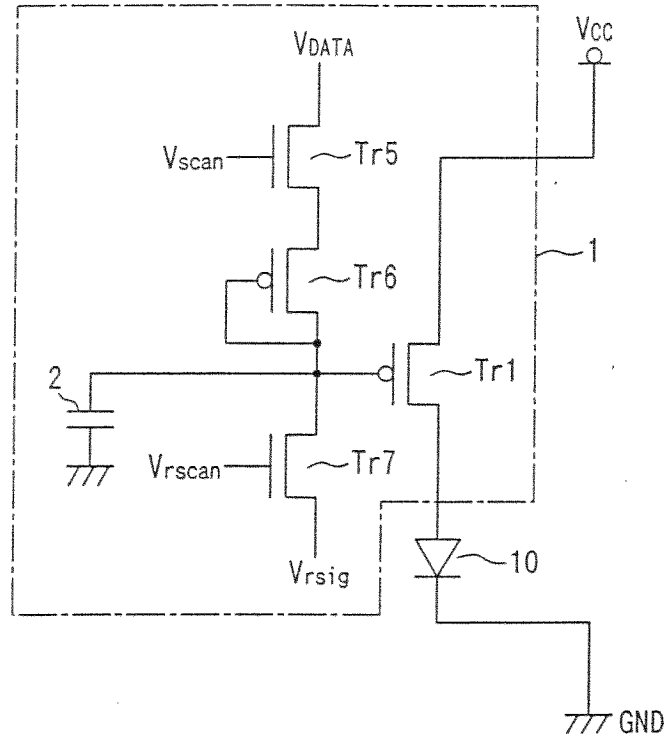 VDATA
VCC
Vscan
Tr5
1
Tr6
2
Tr1
Vrscan
Tr7
Vrsig
10
GND